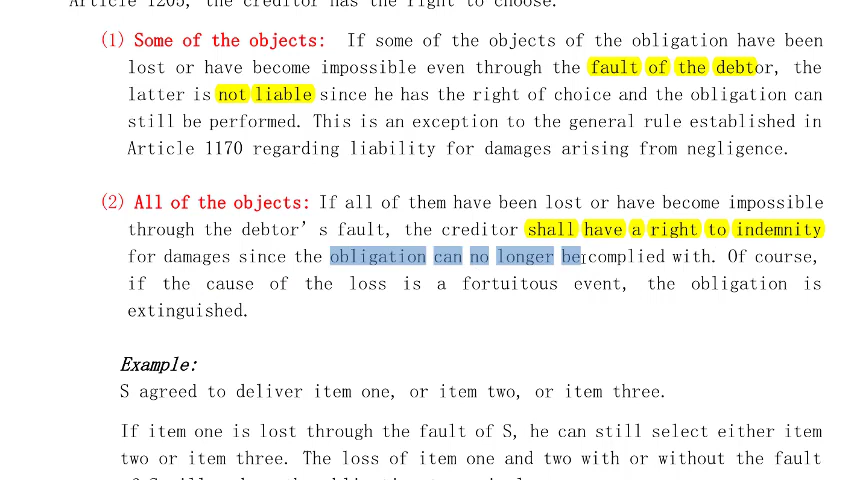 Article 1205, the creditor has the right to choose.
(1) Some of the objects: If some of the objects of the obligation have been
lost or have become impossible even through the fault of the debtor, the
latter is not liable since he has the right of choice and the obligation can
still be performed. This is an exception to the general rule established in
Article 1170 regarding liability for damages arising from negligence.
(2) All of the objects: If all of them have been lost or have become impossible
through the debtor's fault, the creditor shall have a right to indemnity
for damages since the obligation can no longer be complied with. Of course,
if the cause of the loss is a fortuitous event, the obligation is
extinguished.
Example:
S agreed to deliver item one, or item two, or item three.
If item one is lost through the fault of S, he can still select either item
two or item three. The loss of item one and two with or without the fault